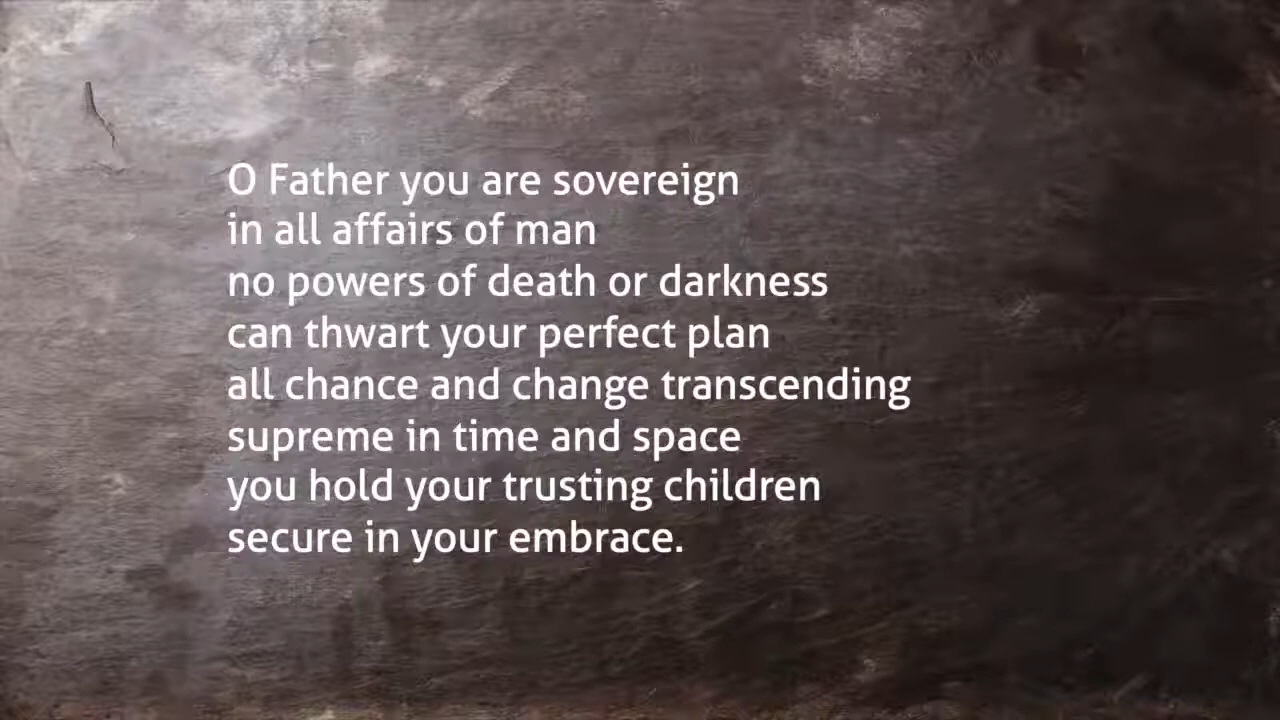 O Father you are sovereign
in all affairs of man
no powers of death or darkness
can thwart your perfect plan
all chance and change transcending
supreme in time and space
you hold your trusting children
secure in your embrace.